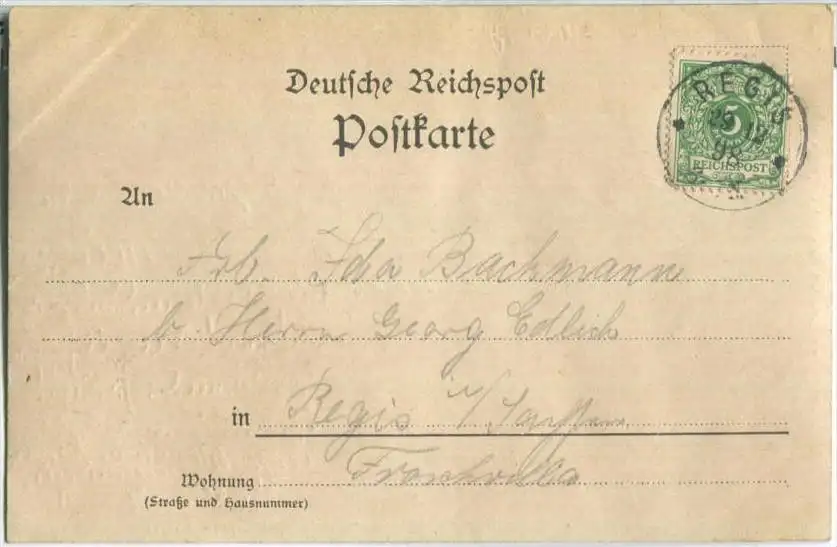 Deutsche Reichspost
Postkarte
REGIS
98
5
REICHSPOST
An
Frl. Ida Bachmann
b. Herrn Georg Edlich
in Regis i/Sachsen
Wohnung
(Straße und Hausnummer)